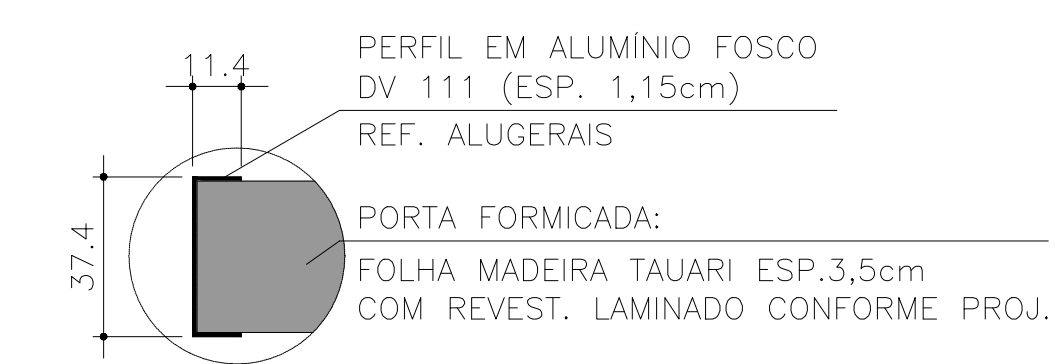 11.4
PERFIL EM ALUMÍNIO FOSCO
DV 111 (ESP. 1,15cm)
REF. ALUGERAIS
37.4
PORTA FORMICADA:
FOLHA MADEIRA TAUARI ESP.3,5cm
COM REVEST. LAMINADO CONFORME PROJ.